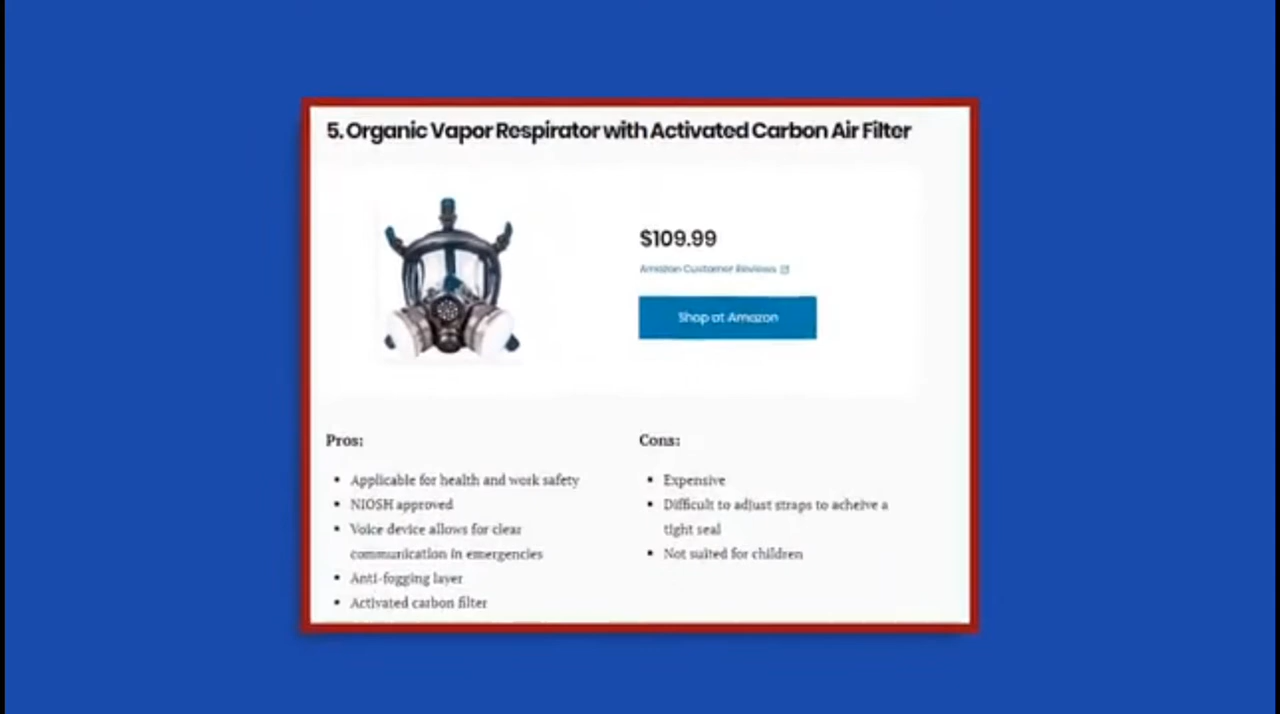 5. Organic Vapor Respirator with Activated Carbon Air Filter
$109.99
Amazon Customer Reviews
Shop at Amazon
Pros:
Applicable for health and work safety
NIOSH approved
Voice device allows for clear
communication in emergencies
Anti-fogging layer
Activated carbon filter
Cons:
Expensive
Difficult to adjust straps to acheive a
tight seal
Not suited for children